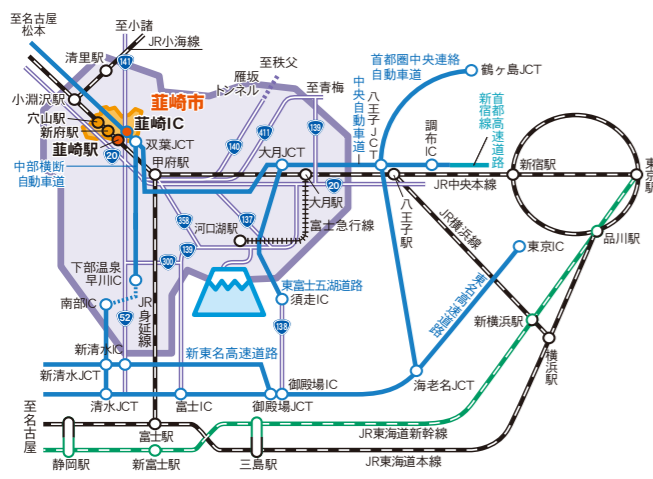 至名古屋
松本
至小諸
JR小海線
清里駅
141
至秩父
雁坂
トンネル
至青梅
首都圏中央連絡
自動車道
鶴ヶ島JCT
小淵沢駅
韮崎市
穴山駅
韮崎IC
新府駅
韮崎駅
双葉JCT
20
140
411
139
中央自動車道
八王子JCT
調布IC
首都高速道路
新宿線
大月JCT
中部横断
自動車道
甲府駅
20
JR中央本線
新宿駅
東京駅
大月駅
八王子駅
358
137
河口湖駅
富士急行線
139
300
JR横浜線
品川駅
東京IC
下部温泉
早川IC
南部IC
JR身延線
52
東富士五湖道路
須走IC
138
東名高速道路
新横浜駅
横浜駅
新清水IC
新東名高速道路
新清水JCT
御殿場IC
海老名JCT
清水JCT
富士IC
御殿場JCT
至名古屋
富士駅
JR東海道新幹線
静岡駅
新富士駅
三島駅
JR東海道本線